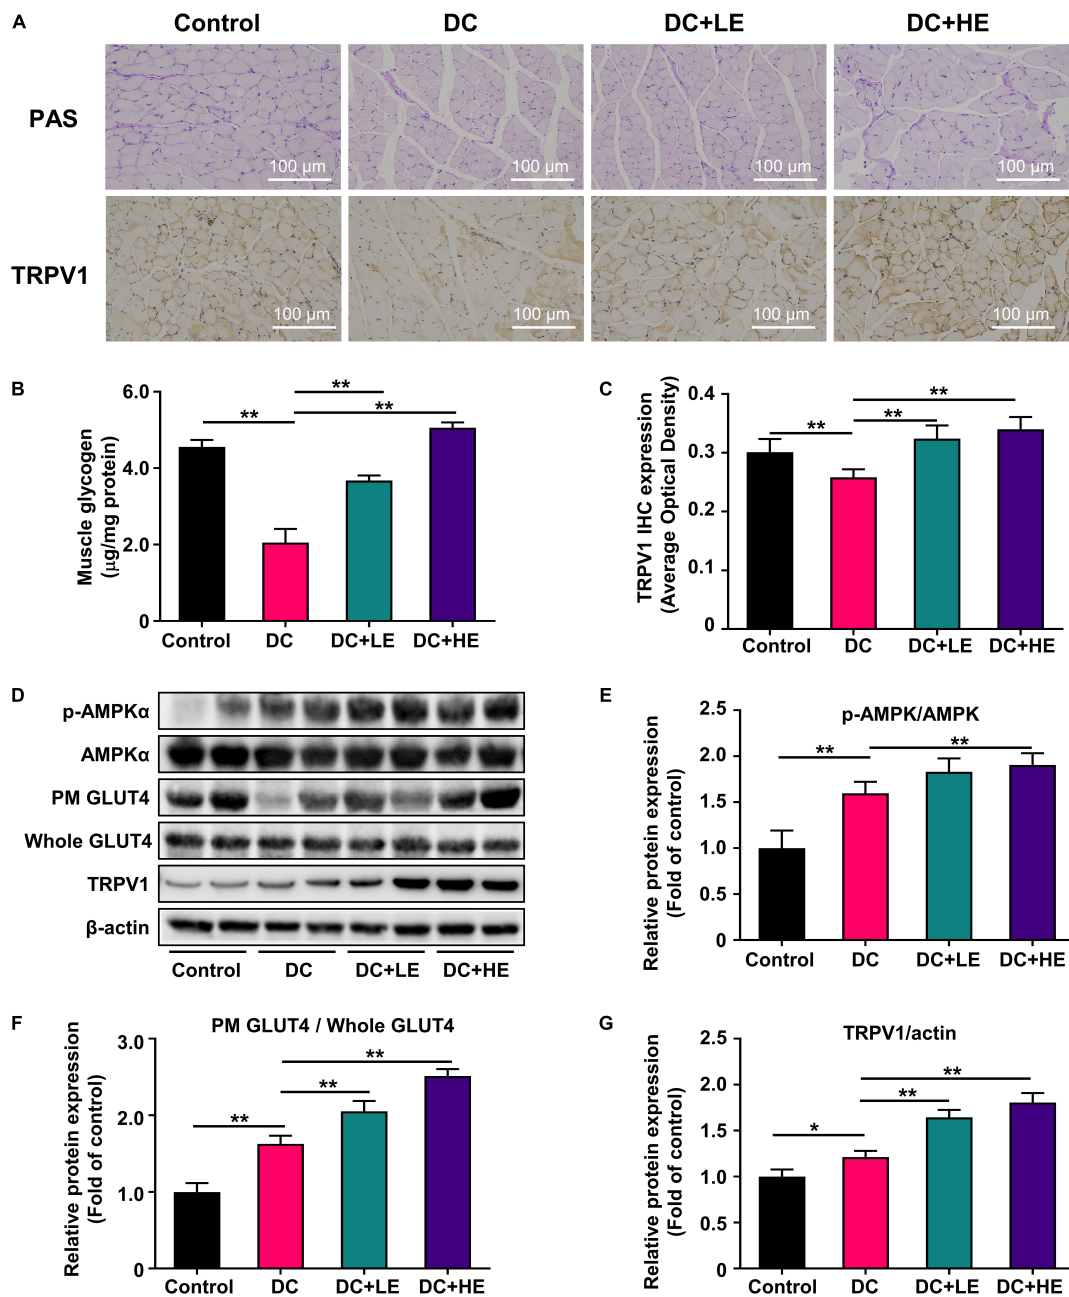 A
Control
DC
DC+LE
DC+HE
PAS
100 µm
100 µm
100 µm
100 µm
TRPV1
100 µm
100 µm
100 µm
100 µm
B
Muscle glycogen
(µg/mg protein)
6.0
4.0
2.0
0
**
**
**
Control
DC
DC+LE
DC+HE
C
TRPV1 IHC expression
(Average Optical Density)
0.4
0.3
0.2
0.1
0
**
**
**
Control
DC
DC+LE
DC+HE
D
p-AMPKα
AMPKα
PM GLUT4
Whole GLUT4
TRPV1
β-actin
Control
DC
DC+LE
DC+HE
E
p-AMPK/AMPK
Relative protein expression
(Fold of control)
2.5
2.0
1.5
1.0
0.5
0
**
**
Control
DC
DC+LE
DC+HE
F
PM GLUT4 / Whole GLUT4
Relative protein expression
(Fold of control)
3.0
2.0
1.0
0
**
**
**
Control
DC
DC+LE
DC+HE
G
TRPV1/actin
Relative protein expression
(Fold of control)
2.5
2.0
1.5
1.0
0.5
0
*
**
**
Control
DC
DC+LE
DC+HE